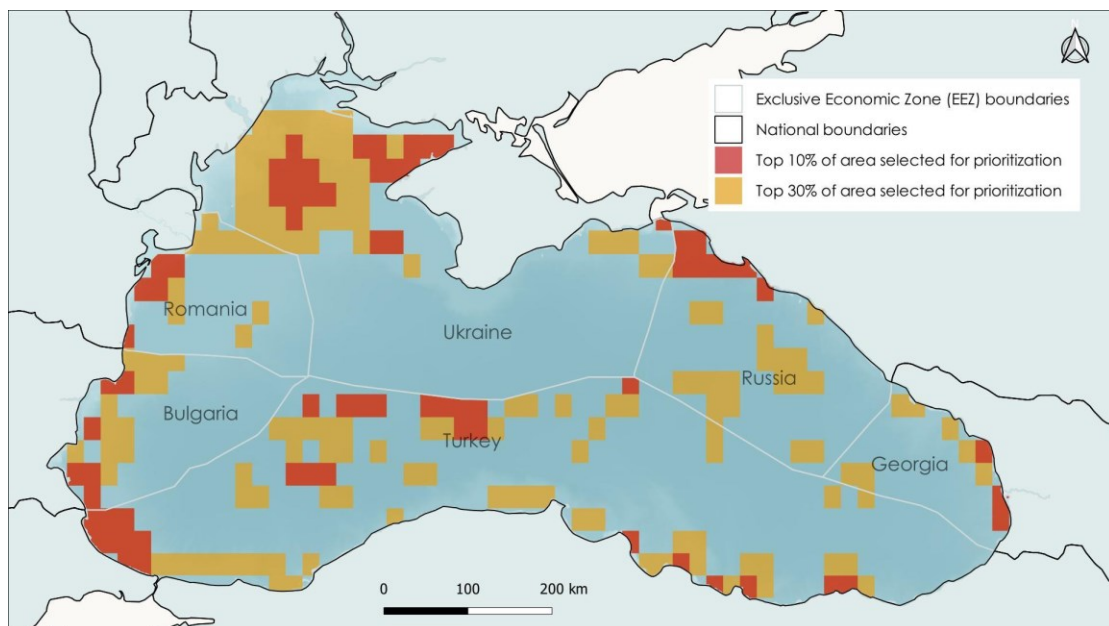 N
Exclusive Economic Zone (EEZ) boundaries
National boundaries
Top 10% of area selected for prioritization
Top 30% of area selected for prioritization
Romania
Ukraine
Russia
Bulgaria
Turkey
Georgia
0 100 200 km